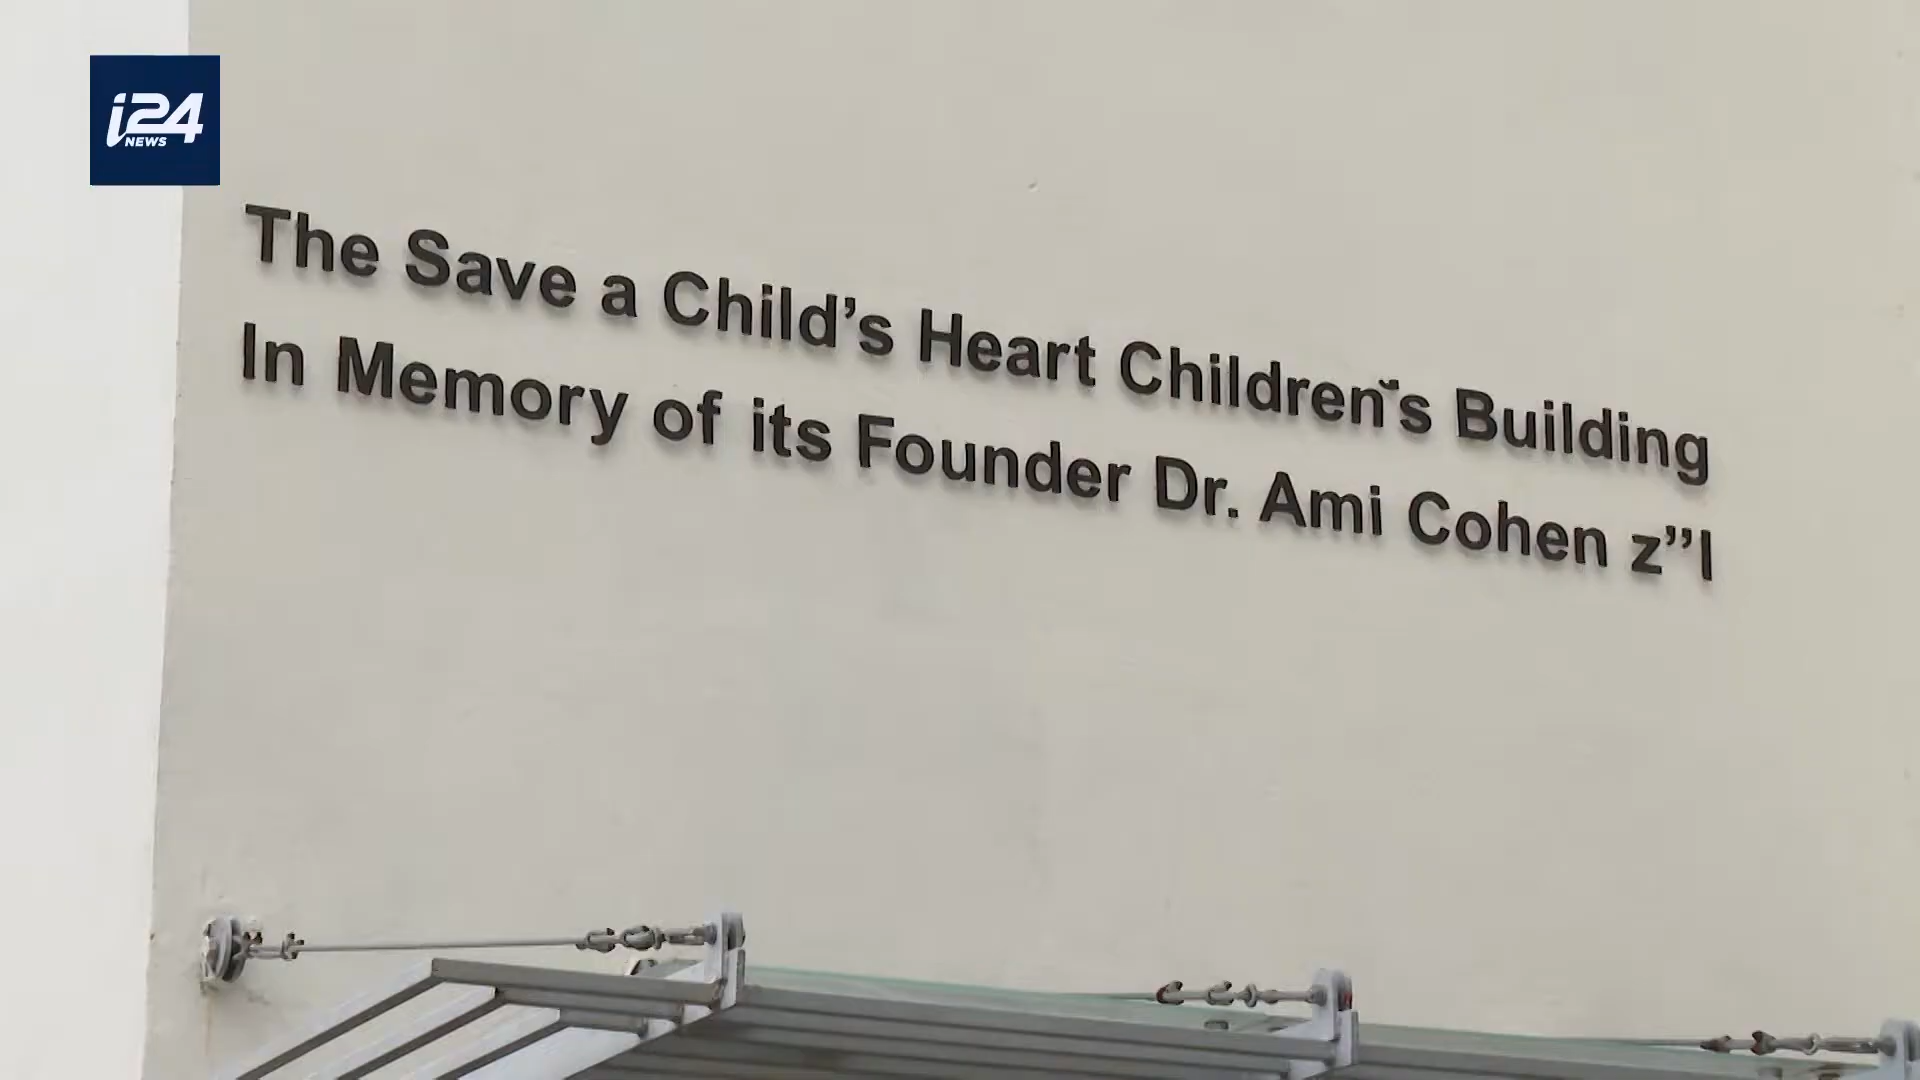 i24
NEWS
The Save a Child’s Heart Children’s Building
In Memory of its Founder Dr. Ami Cohen z”l